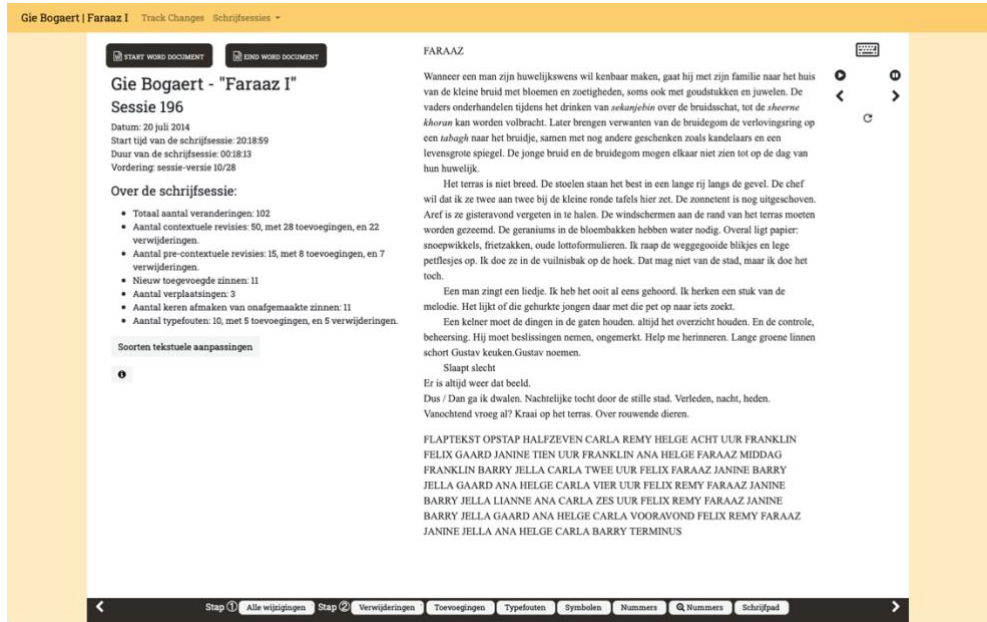 Gie Bogaert | Faraaz I Track Changes Schrijfsessies
START WORD DOCUMENT EIND WORD DOCUMENT
Gie Bogaert - "Faraaz I"
Sessie 196
Datum: 20 juli 2014
Start tijd van de schrijfsessie: 20:18:59
Duur van de schrijfsessie: 00:18:13
Vordering: sessie-versie 10/28
Over de schrijfsessie:
Totaal aantal veranderingen: 102
Aantal contextuele revisies: 50, met 28 toevoegingen, en 22
verwijderingen.
Aantal pre-contextuele revisies: 15, met 8 toevoegingen, en 7
verwijderingen.
Nieuw toegevoegde zinnen: 11
Aantal verplaatsingen: 3
Aantal keren afmaken van onafgemaakte zinnen: 11
Aantal typefouten: 10, met 5 toevoegingen, en 5 verwijderingen.
Soorten tekstuele aanpassingen
FARAAZ
Wanneer een man zijn huwelijkswens wil kenbaar maken, gaat hij met zijn familie naar het huis
van de kleine bruid met bloemen en zoetigheden, soms ook met goudstukken en juwelen. De
vaders onderhandelen tijdens het drinken van sekanjebin over de bruidsschat, tot de sheerne
khoran kan worden volbracht. Later brengen verwanten van de bruidegom de verlovingsring op
een tabagh naar het bruidje, samen met nog andere geschenken zoals kandelaars en een
levensgrote spiegel. De jonge bruid en de bruidegom mogen elkaar niet zien tot op de dag van
hun huwelijk.
Het terras is niet breed. De stoelen staan het best in een lange rij langs de gevel. De chef
wil dat ik ze twee aan twee bij de kleine ronde tafels hier zet. De zonnetent is nog uitgeschoven.
Aref is ze gisteravond vergeten in te halen. De windschermen aan de rand van het terras moeten
worden gezeemd. De geraniums in de bloembakken hebben water nodig. Overal ligt papier:
snoepwikkels, frietzakken, oude lottoformulieren. Ik raap de weggegooide blikjes en lege
petflesjes op. Ik doe ze in de vuilnisbak op de hoek. Dat mag niet van de stad, maar ik doe het
toch.
Een man zingt een liedje. Ik heb het ooit al eens gehoord. Ik herken een stuk van de
melodie. Het lijkt of die gehurkte jongen daar met die pet op naar iets zoekt.
Een kelner moet de dingen in de gaten houden. altijd het overzicht houden. En de controle,
beheersing. Hij moet beslissingen nemen, ongemerkt. Help me herinneren. Lange groene linnen
schort Gustav keuken.Gustav noemen.
Slaapt slecht
Er is altijd weer dat beeld.
Dus / Dan ga ik dwalen. Nachtelijke tocht door de stille stad. Verleden, nacht, heden.
Vanochtend vroeg al? Kraai op het terras. Over rouwende dieren.
FLAPTEKST OPSTAP HALFZEVEN CARLA REMY HELGE ACHT UUR FRANKLIN
FELIX GAARD JANINE TIEN UUR FRANKLIN ANA HELGE FARAAZ MIDDAG
FRANKLIN BARRY JELLA CARLA TWEE UUR FELIX FARAAZ JANINE BARRY
JELLA GAARD ANA HELGE CARLA VIER UUR FELIX REMY FARAAZ JANINE
BARRY JELLA LIANNE ANA CARLA ZES UUR FELIX REMY FARAAZ JANINE
BARRY JELLA GAARD ANA HELGE CARLA VOORAVOND FELIX REMY FARAAZ
JANINE JELLA ANA HELGE CARLA BARRY TERMINUS
Stap ① Alle wijzigingen Stap ② Verwijderingen Toevoegingen Typefouten Symbolen Nummers Nummers Schrijfpad